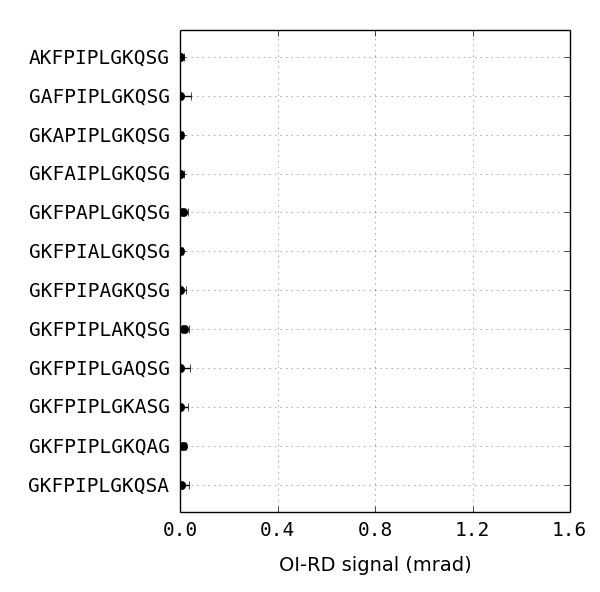 AKFPIPLGKQSG
GAFPIPLGKQSG
GKAPIPLGKQSG
GKFAIPLGKQSG
GKFPAPLGKQSG
GKFPIALGKQSG
GKFPIPAGKQSG
GKFPIPLAKQSG
GKFPIPLGAQSG
GKFPIPLGKASG
GKFPIPLGKQAG
GKFPIPLGKQSA
0.0 0.4 0.8 1.2 1.6
OI-RD signal (mrad)